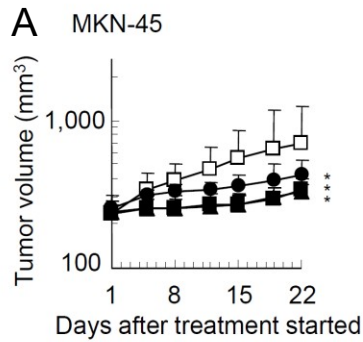 A MKN-45
Tumor volume (mm³)
1,000
100
*
*
*
1 8 15 22
Days after treatment started